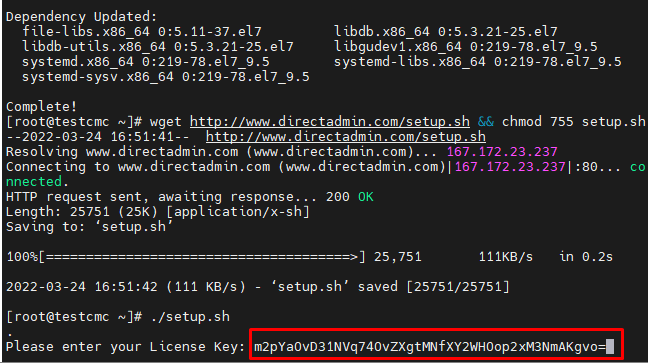 Dependency Updated:
file-libs.x86_64 0:5.11-37.el7 libdb.x86_64 0:5.3.21-25.el7
libdb-utils.x86_64 0:5.3.21-25.el7 libgudev1.x86_64 0:219-78.el7_9.5
systemd.x86_64 0:219-78.el7_9.5 systemd-libs.x86_64 0:219-78.el7_9.5
systemd-sysv.x86_64 0:219-78.el7_9.5
Complete!
[root@testcmc ~]# wget http://www.directadmin.com/setup.sh && chmod 755 setup.sh
--2022-03-24 16:51:41-- http://www.directadmin.com/setup.sh
Resolving www.directadmin.com (www.directadmin.com)... 167.172.23.237
Connecting to www.directadmin.com (www.directadmin.com)|167.172.23.237|:80... co
nnected.
HTTP request sent, awaiting response... 200 OK
Length: 25751 (25K) [application/x-sh]
Saving to: ‘setup.sh’
100%[======================================>] 25,751 111KB/s in 0.2s
2022-03-24 16:51:42 (111 KB/s) - ‘setup.sh’ saved [25751/25751]
[root@testcmc ~]# ./setup.sh
.
Please enter your License Key: m2pYaOvD31NVq74OvZXgtMNfXY2WHOop2xM3NmAKgvo=